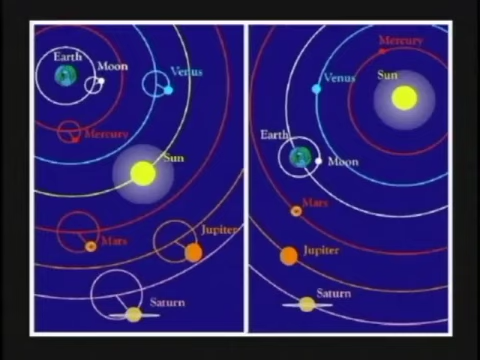 Earth
Moon
Venus
Mercury
Sun
Mars
Jupiter
Saturn
Mercury
Sun
Venus
Earth
Moon
Mars
Jupiter
Saturn